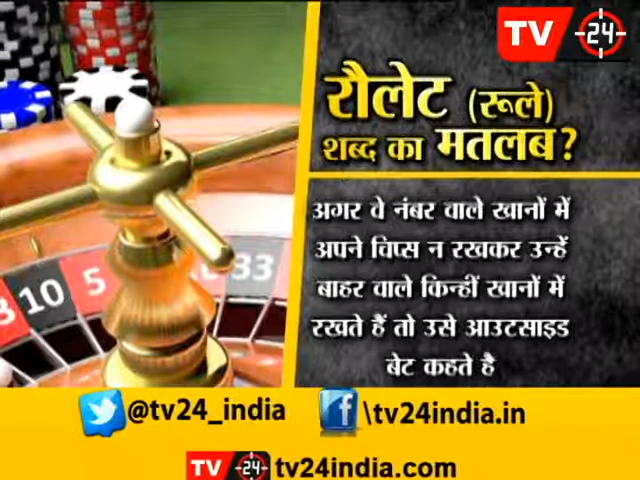 TV 24
रौलेट (रूले)
शब्द का मतलब?
अगर वे नंबर वाले खानों में
अपने चिप्स न रखकर उन्हें
बाहर वाले किन्हीं खानों में
रखते हैं तो उसे आउटसाइड
बेट कहते है
10 5 33
@tv24_india \tv24india.in
TV 24 tv24india.com